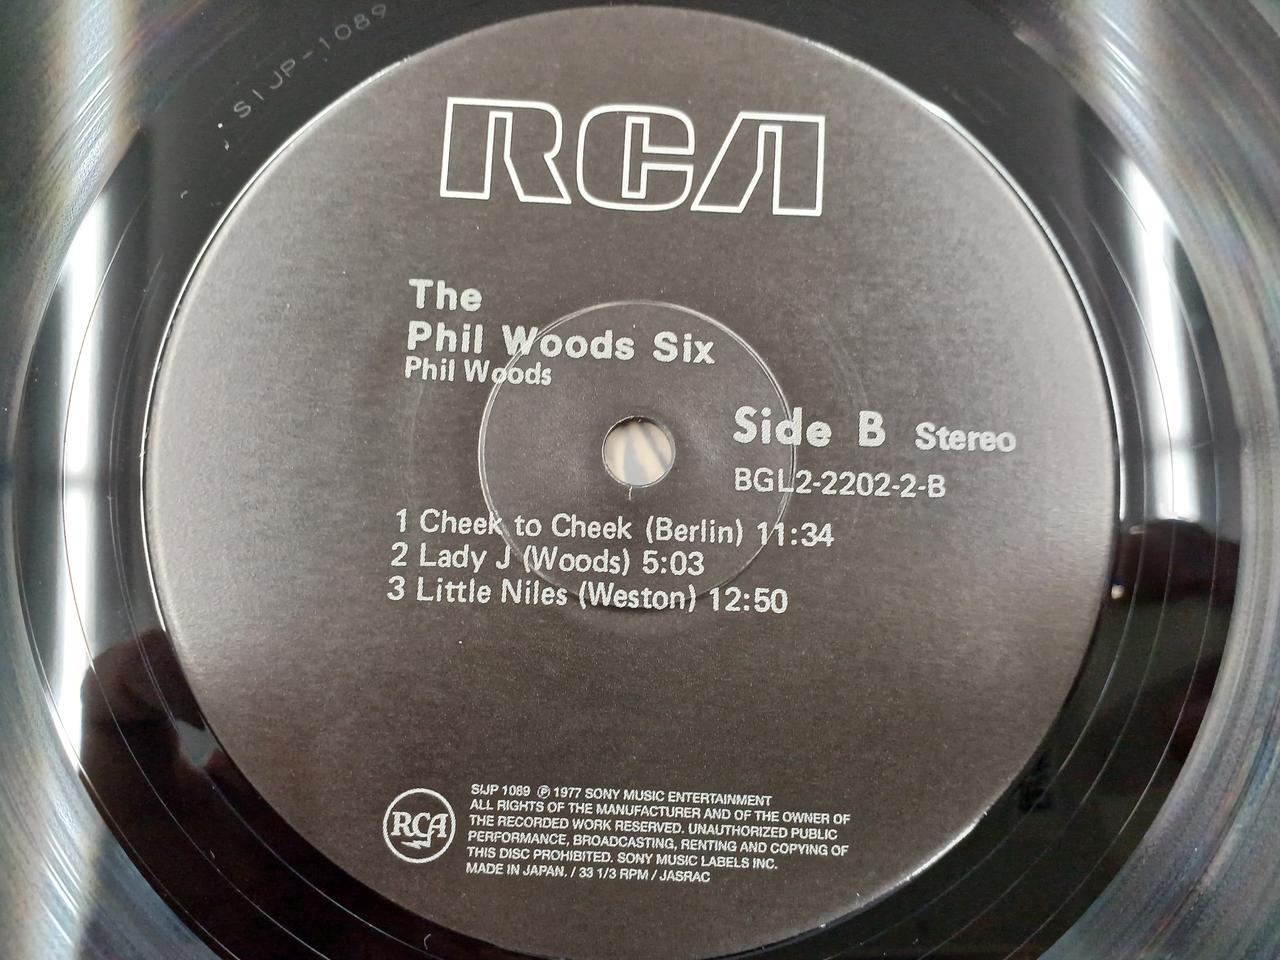 SIJP-1089
RCA
The
Phil Woods Six
Phil Woods
Side B Stereo
BGL2-2202-2-B
1 Cheek to Cheek (Berlin) 11:34
2 Lady J (Woods) 5:03
3 Little Niles (Weston) 12:50
RCA
SIJP 1089 ℗ 1977 SONY MUSIC ENTERTAINMENT
ALL RIGHTS OF THE MANUFACTURER AND OF THE OWNER OF
THE RECORDED WORK RESERVED. UNAUTHORIZED PUBLIC
PERFORMANCE, BROADCASTING, RENTING AND COPYING OF
THIS DISC PROHIBITED. SONY MUSIC LABELS INC.
MADE IN JAPAN. / 33 1/3 RPM / JASRAC